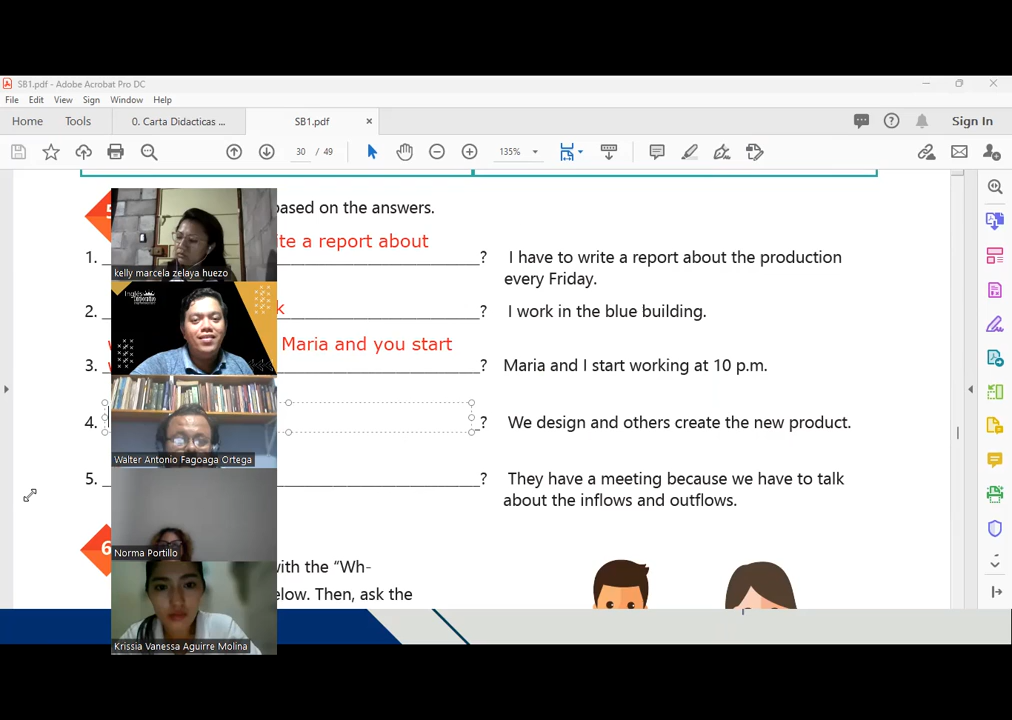 SB1.pdf - Adobe Acrobat Pro DC
File Edit View Sign Window Help
Home Tools 0. Carta Didacticas ... SB1.pdf × Sign In
30 / 49 135%
based on the answers.
ite a report about
1. ? I have to write a report about the production
every Friday.
k
2. ? I work in the blue building.
Maria and you start
3. ? Maria and I start working at 10 p.m.
4. ? We design and others create the new product.
5. ? They have a meeting because we have to talk
about the inflows and outflows.
6
with the “Wh-
elow. Then, ask the
kelly marcela zelaya huezo
Inglés
Corporativo
Walter Antonio Fagoaga Ortega
Norma Portillo
Krissia Vanessa Aguirre Molina